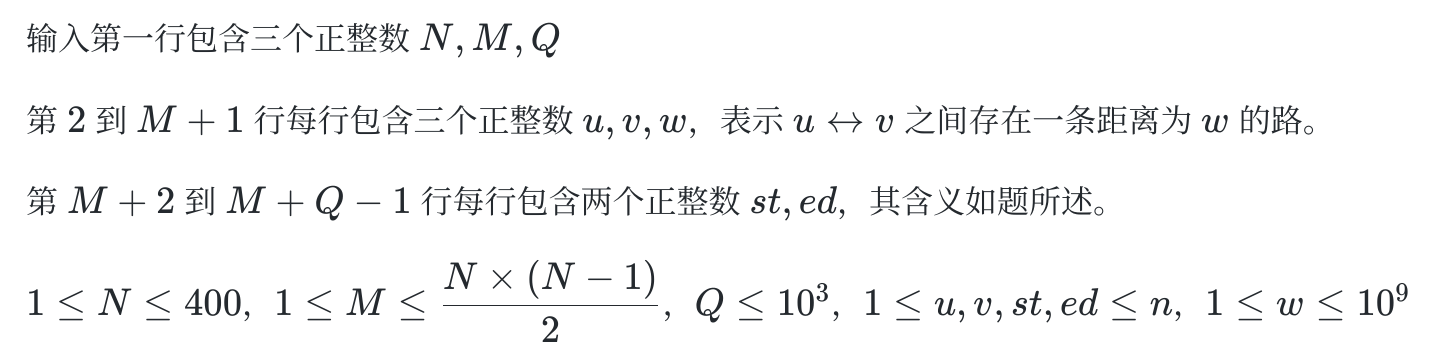 输入第一行包含三个正整数 $N, M, Q$
第 $2$ 到 $M + 1$ 行每行包含三个正整数 $u, v, w$，表示 $u \leftrightarrow v$ 之间存在一条距离为 $w$ 的路。
第 $M + 2$ 到 $M + Q - 1$ 行每行包含两个正整数 $st, ed$，其含义如题所述。
$1 \leq N \leq 400$, $1 \leq M \leq \dfrac{N \times (N - 1)}{2}$, $Q \leq 10^3$, $1 \leq u, v, st, ed \leq n$, $1 \leq w \leq 10^9$